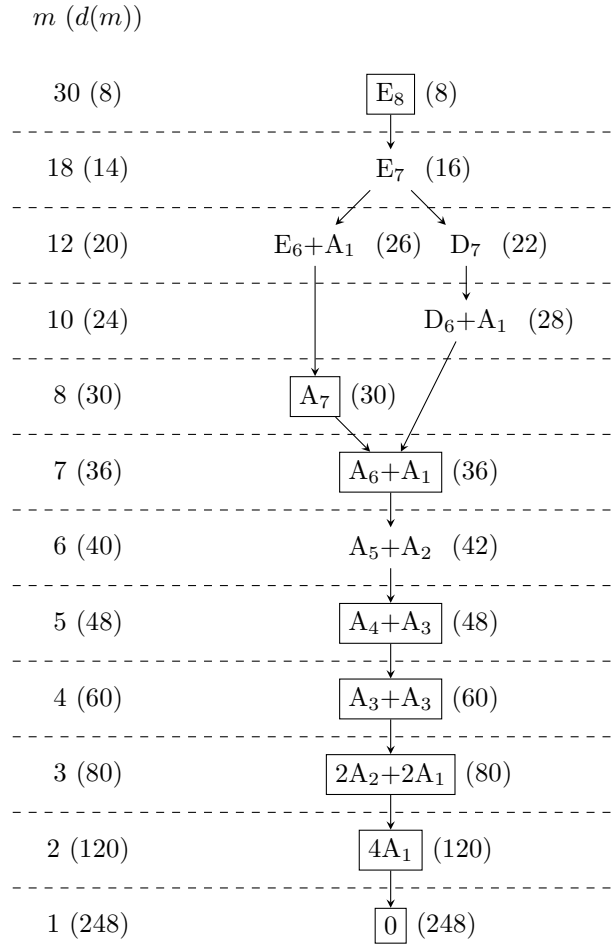 m (d(m))
30 (8) E₈ (8)
18 (14) E₇ (16)
12 (20) E₆+A₁ (26) D₇ (22)
10 (24) D₆+A₁ (28)
8 (30) A₇ (30)
7 (36) A₆+A₁ (36)
6 (40) A₅+A₂ (42)
5 (48) A₄+A₃ (48)
4 (60) A₃+A₃ (60)
3 (80) 2A₂+2A₁ (80)
2 (120) 4A₁ (120)
1 (248) 0 (248)